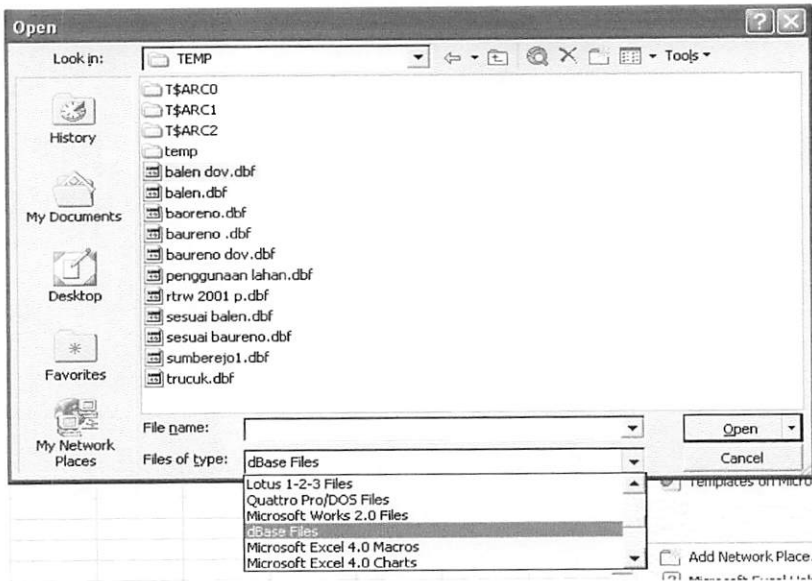 Open
Look in: TEMP Tools
T$ARC0
T$ARC1
T$ARC2
temp
balen dov.dbf
balen.dbf
baoreno.dbf
baureno .dbf
baureno dov.dbf
penggunaan lahan.dbf
rtrw 2001 p.dbf
sesuai balen.dbf
sesuai baureno.dbf
sumberejo1.dbf
trucuk.dbf
History
My Documents
Desktop
Favorites
My Network
Places
File name:
Open
Files of type: dBase Files
Cancel
Lotus 1-2-3 Files
Quattro Pro/DOS Files
Microsoft Works 2.0 Files
dBase Files
Microsoft Excel 4.0 Macros
Microsoft Excel 4.0 Charts
Templates on Micro
Add Network Place